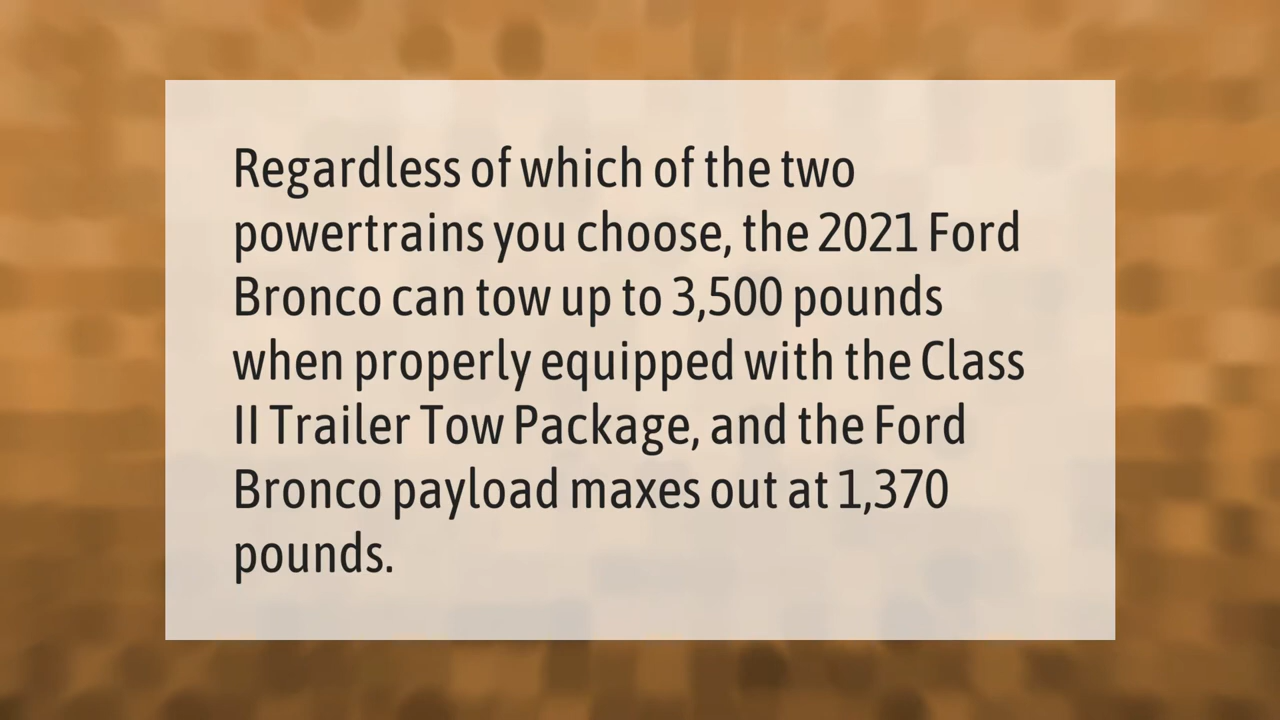 Regardless of which of the two
powertrains you choose, the 2021 Ford
Bronco can tow up to 3,500 pounds
when properly equipped with the Class
II Trailer Tow Package, and the Ford
Bronco payload maxes out at 1,370
pounds.